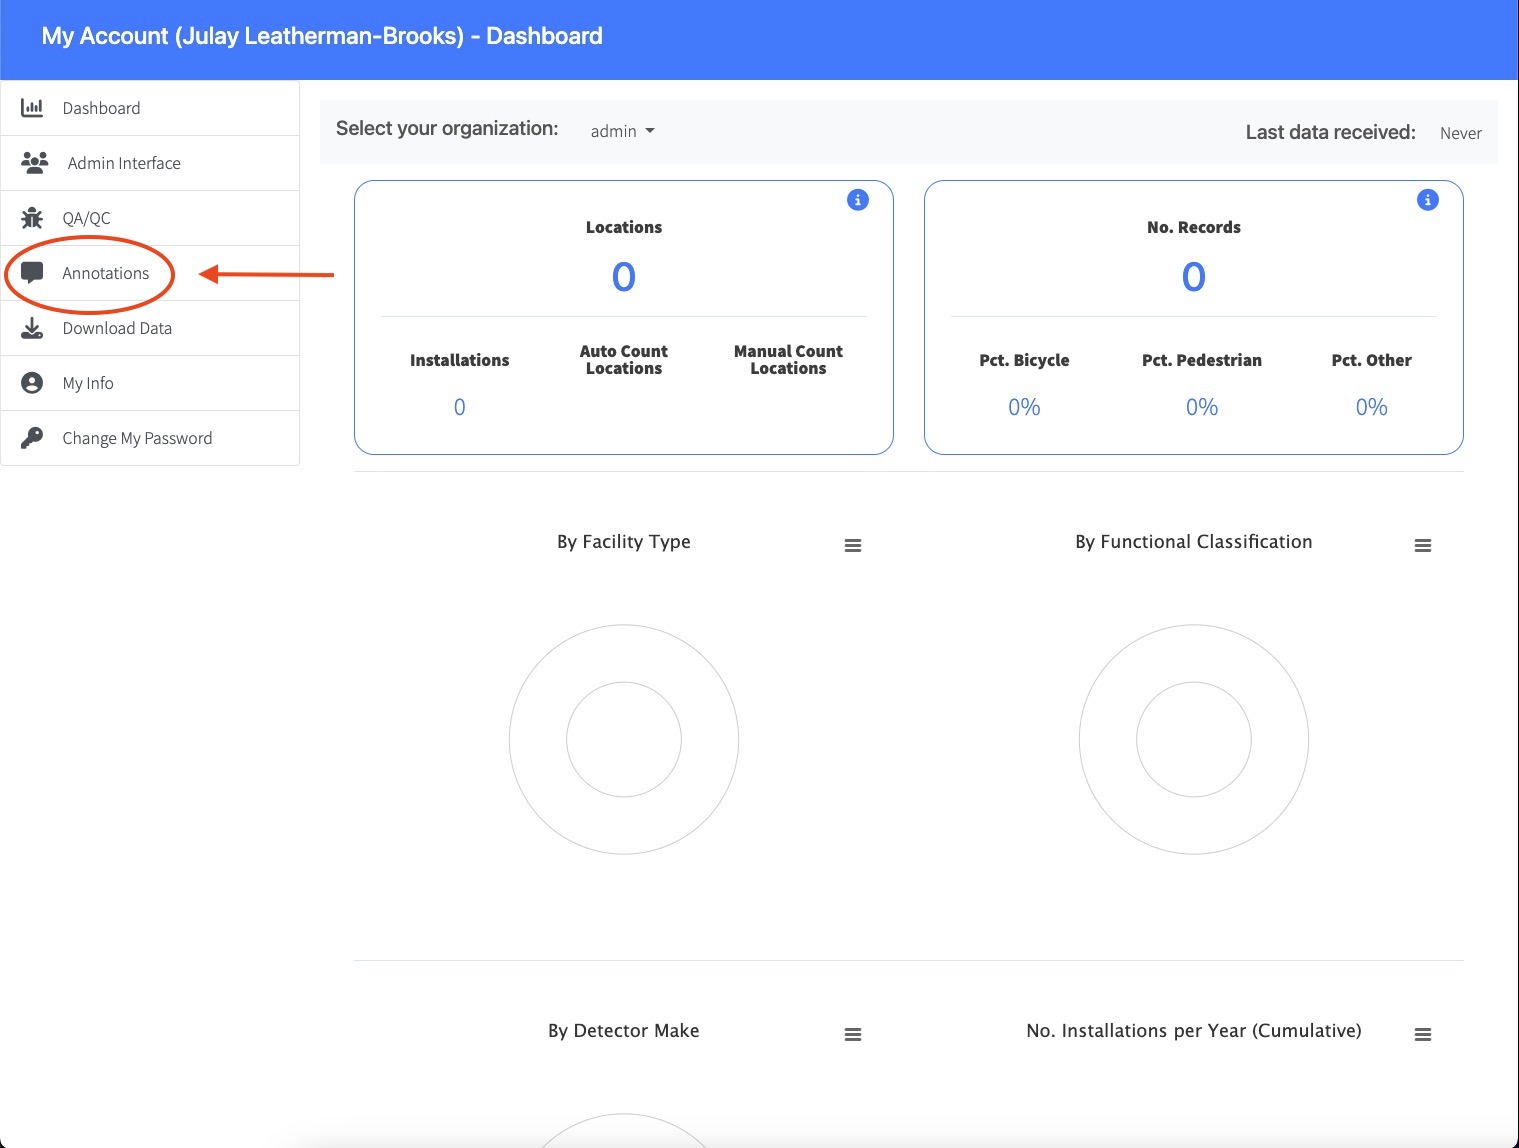 My Account (Julay Leatherman-Brooks) - Dashboard
Dashboard
Admin Interface
QA/QC
Annotations
Download Data
My Info
Change My Password
Select your organization: admin
Last data received: Never
Locations
0
Installations
0
Auto Count
Locations
Manual Count
Locations
No. Records
0
Pct. Bicycle
0%
Pct. Pedestrian
0%
Pct. Other
0%
By Facility Type
By Functional Classification
By Detector Make
No. Installations per Year (Cumulative)